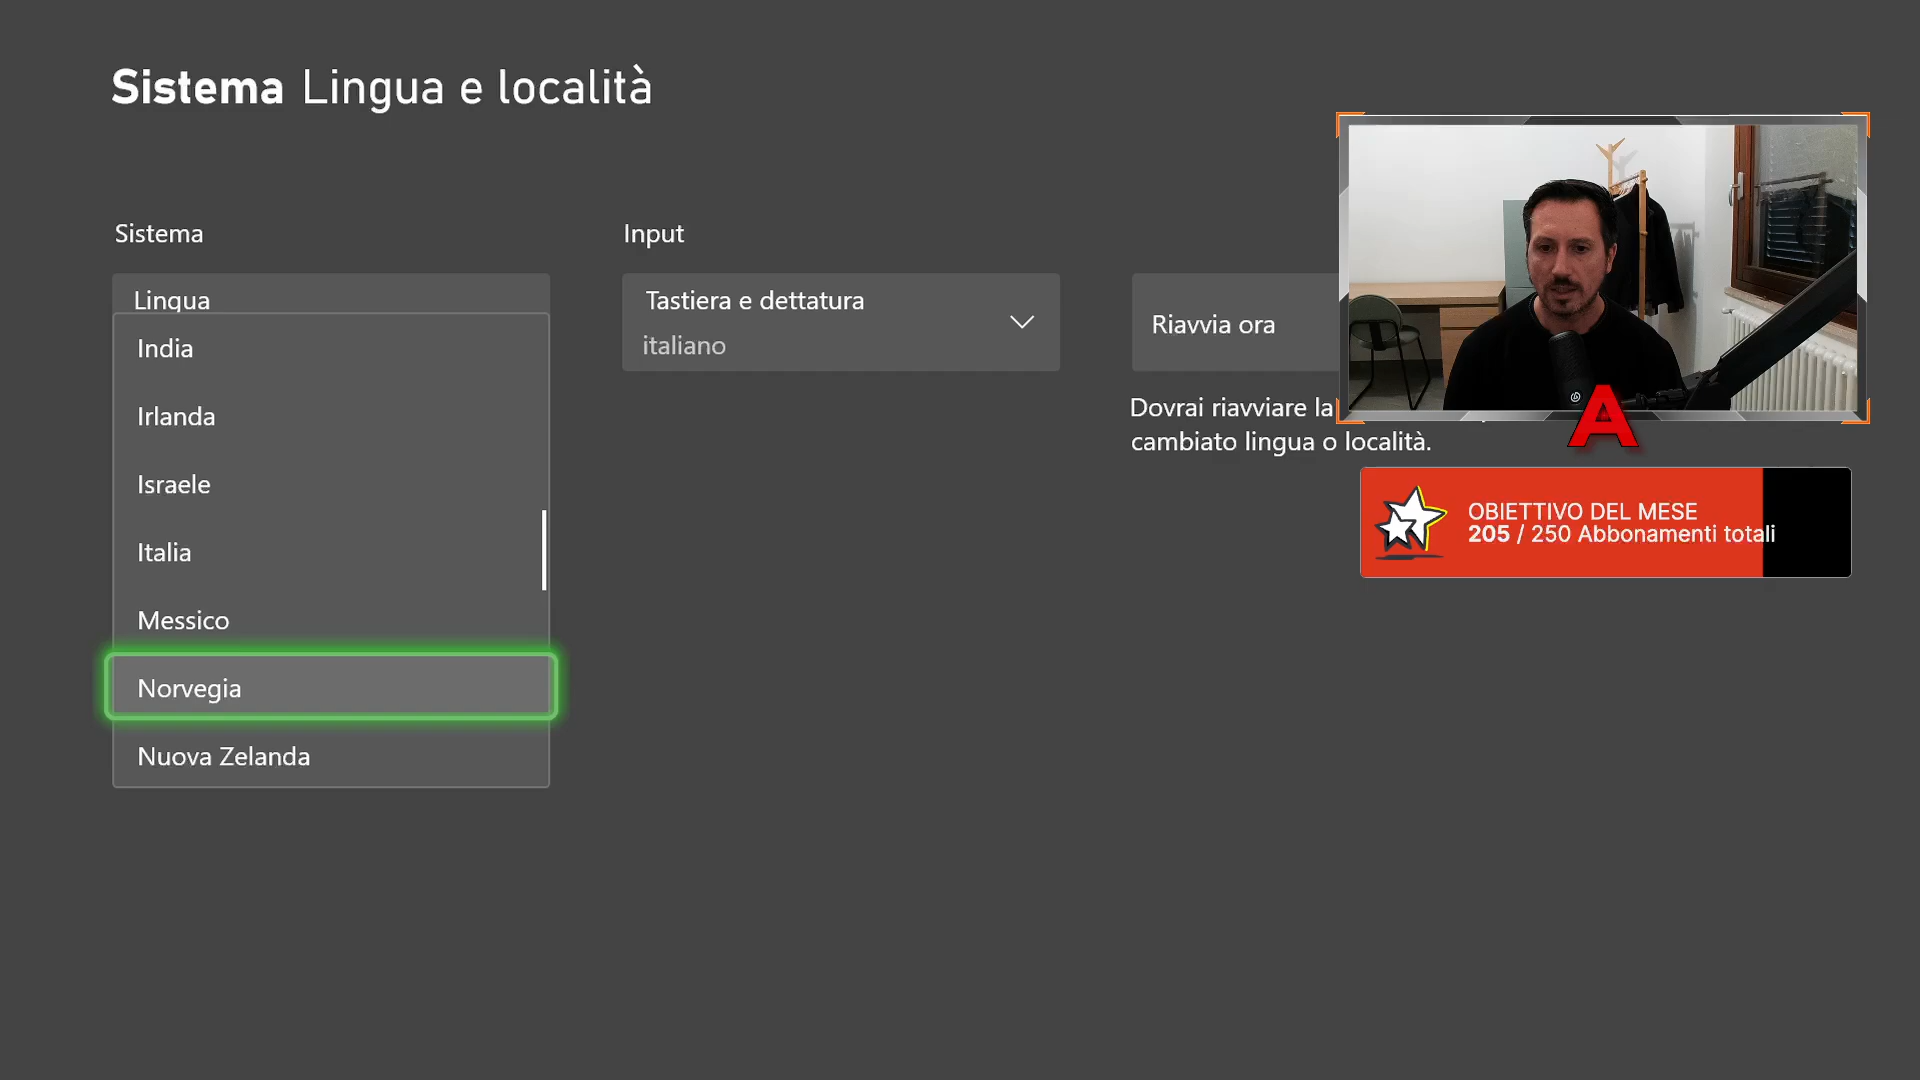 Sistema Lingua e località
Sistema
Lingua
India
Irlanda
Israele
Italia
Messico
Norvegia
Nuova Zelanda
Input
Tastiera e dettatura
italiano
Riavvia ora
Dovrai riavviare la
cambiato lingua o località.
A
OBIETTIVO DEL MESE
205 / 250 Abbonamenti totali